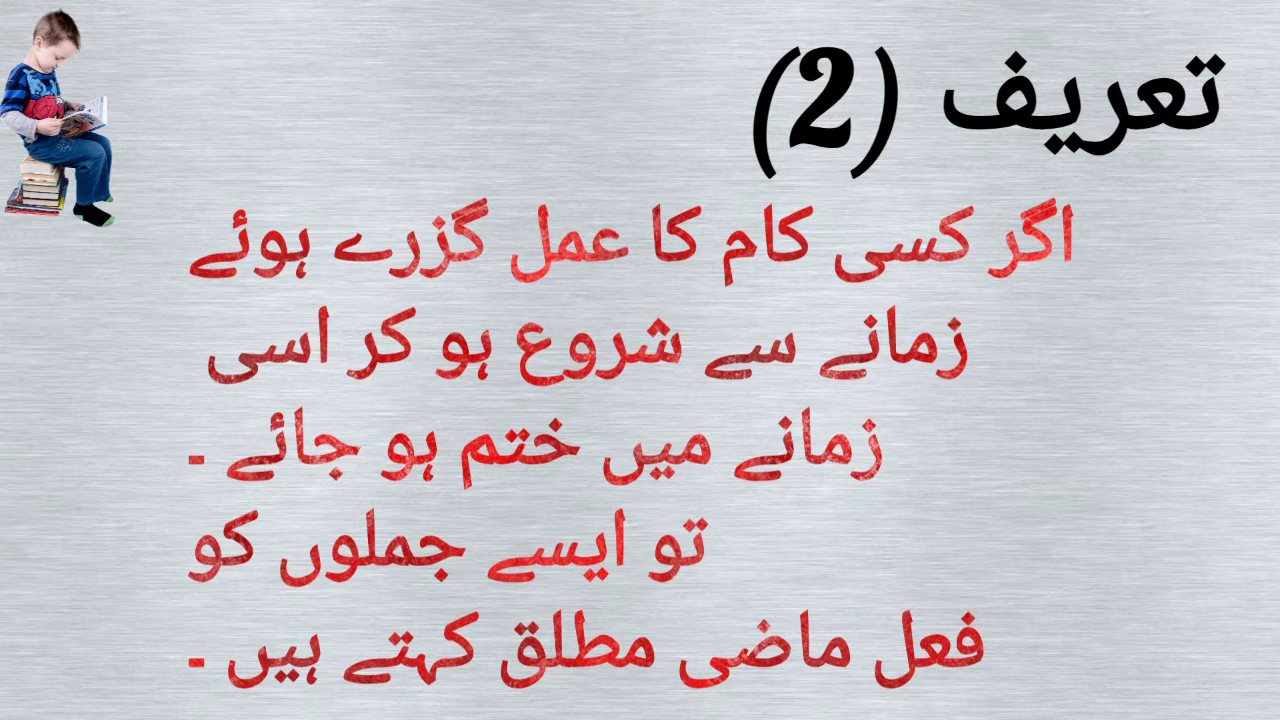 تعریف (2)
اگر کسی کام کا عمل گزرے ہوئے
زمانے سے شروع ہو کر اسی
زمانے میں ختم ہو جائے ۔
تو ایسے جملوں کو
فعل ماضی مطلق کہتے ہیں ۔